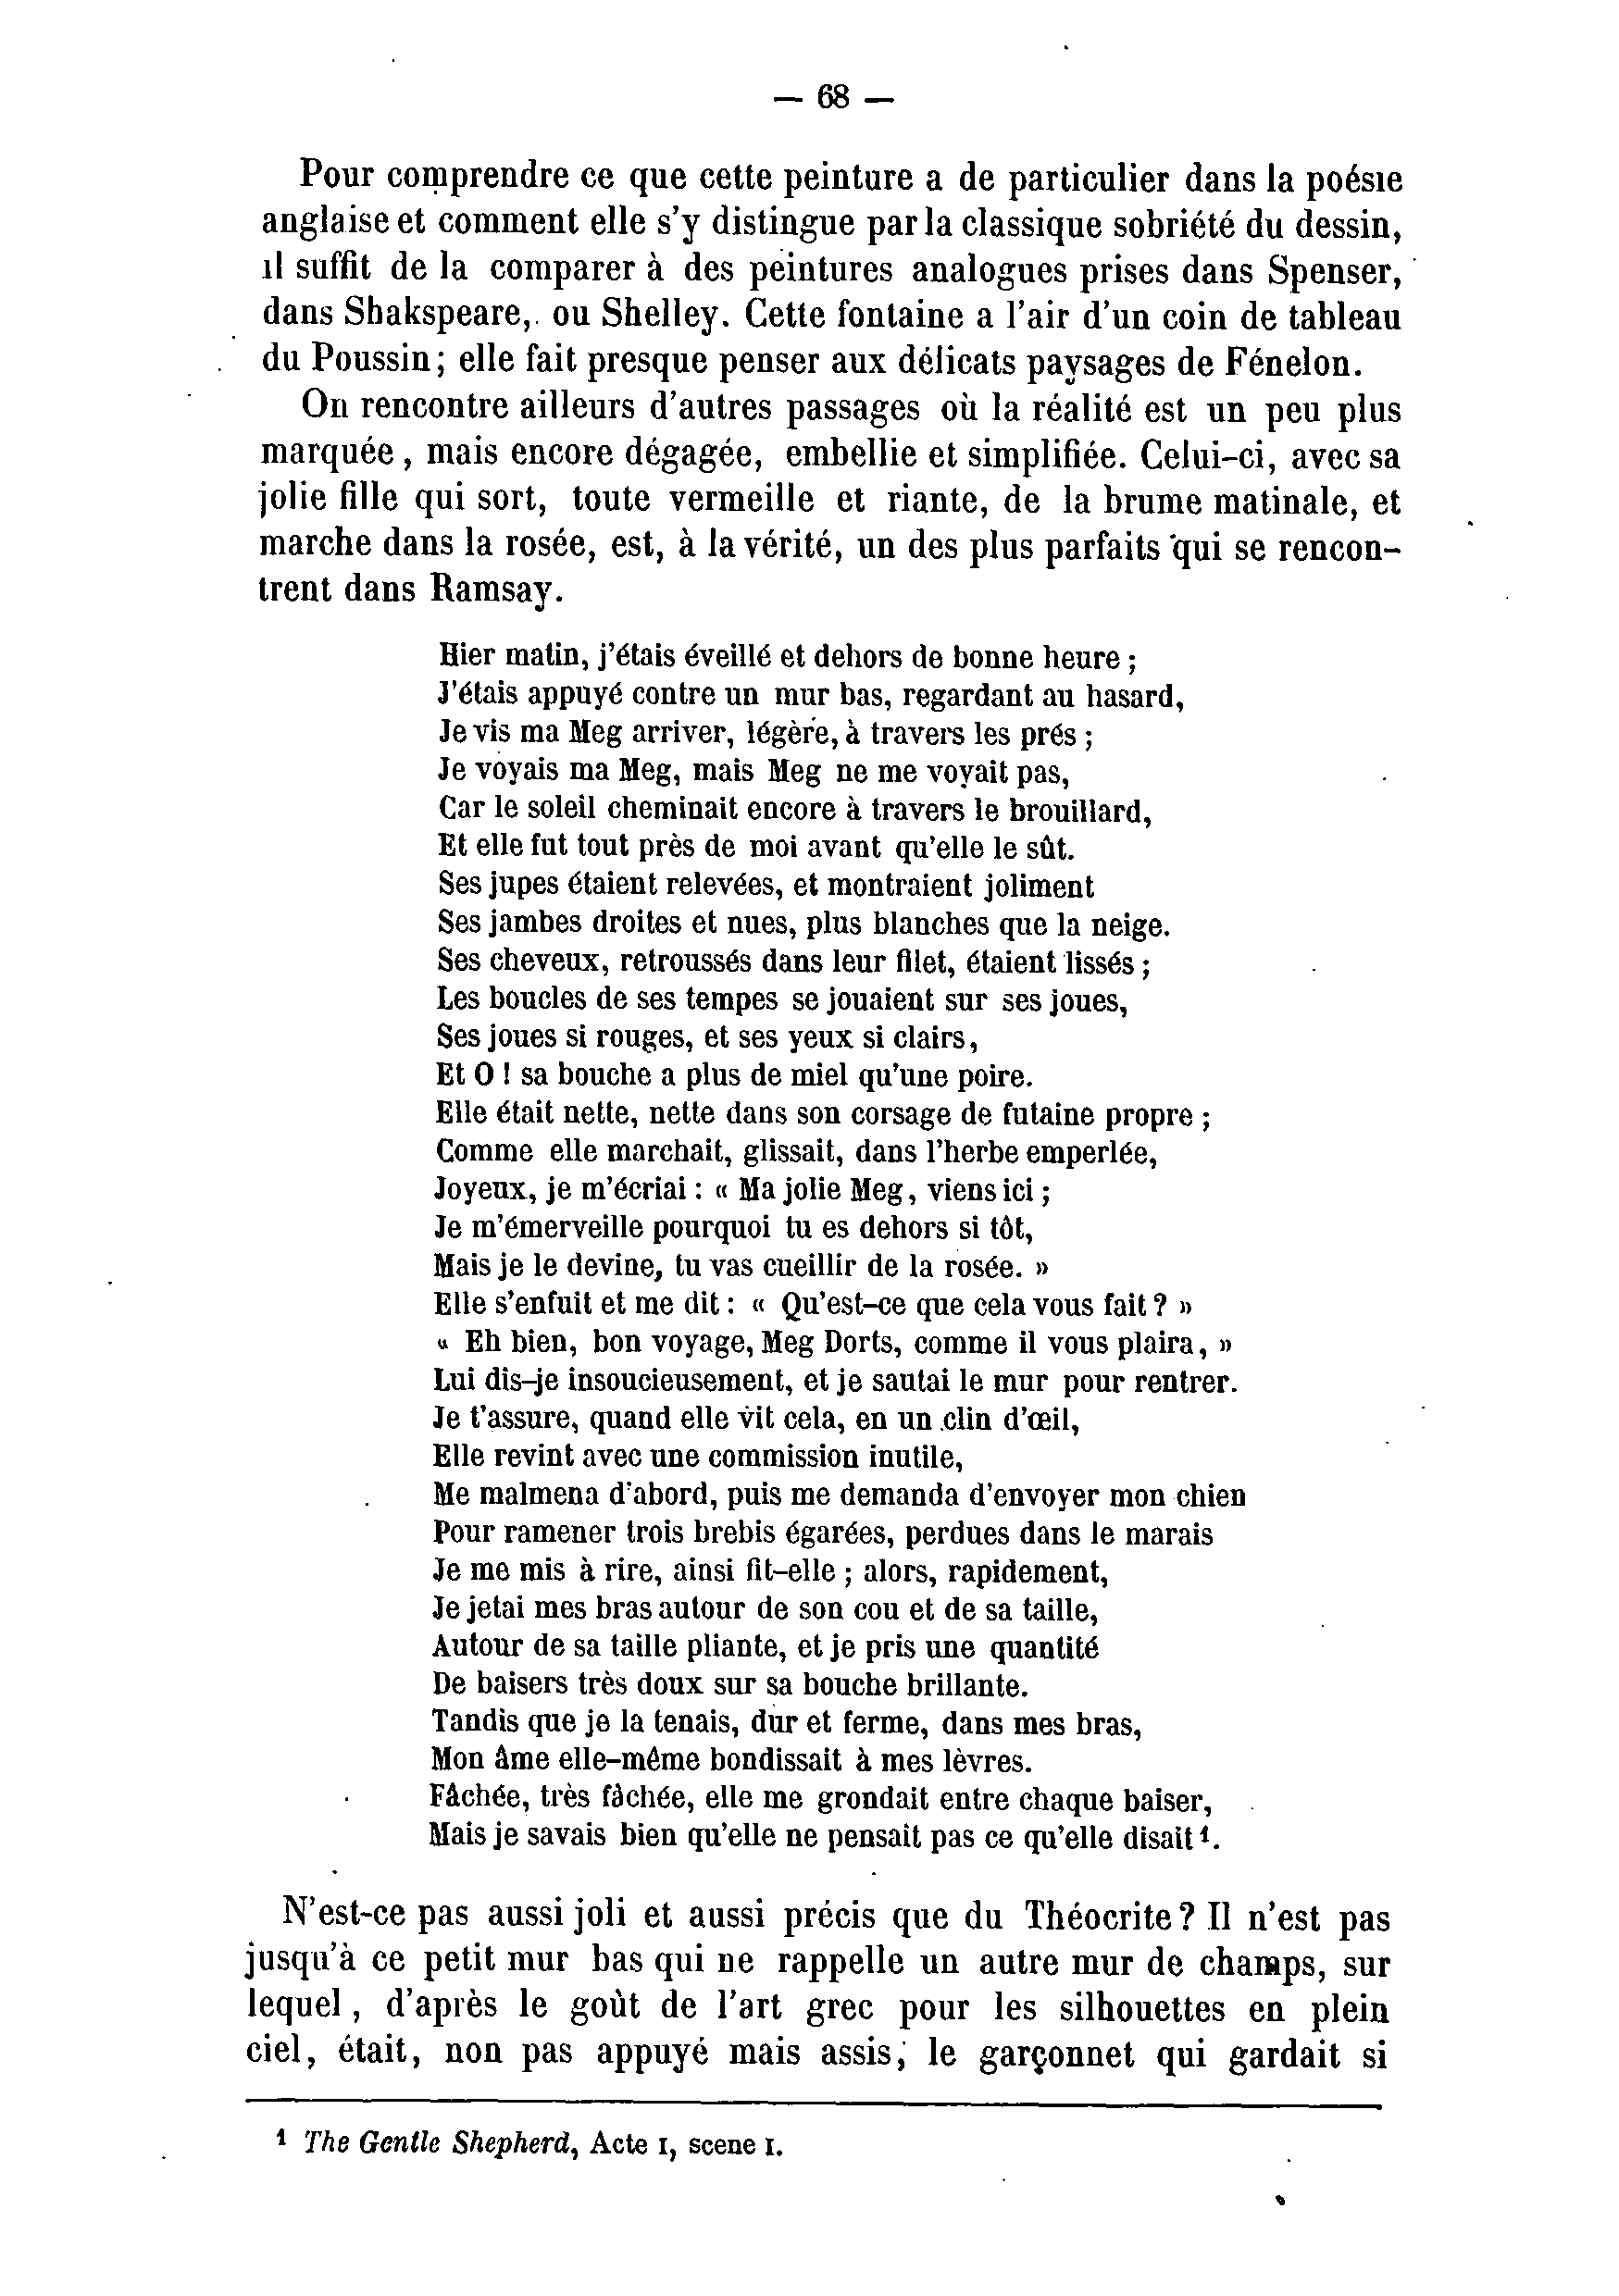 — 68 —
Pour comprendre ce que cette peinture a de particulier dans la poésie
anglaise et comment elle s'y distingue par la classique sobriété du dessin,
il suffit de la comparer à des peintures analogues prises dans Spenser,
dans Shakspeare, ou Shelley. Cette fontaine a l'air d'un coin de tableau
du Poussin; elle fait presque penser aux délicats paysages de Fénelon.
On rencontre ailleurs d'autres passages où la réalité est un peu plus
marquée, mais encore dégagée, embellie et simplifiée. Celui-ci, avec sa
jolie fille qui sort, toute vermeille et riante, de la brume matinale, et
marche dans la rosée, est, à la vérité, un des plus parfaits qui se rencon-
trent dans Ramsay.
Hier matin, j'étais éveillé et dehors de bonne heure ;
J'étais appuyé contre un mur bas, regardant au hasard,
Je vis ma Meg arriver, légère, à travers les prés ;
Je voyais ma Meg, mais Meg ne me voyait pas,
Car le soleil cheminait encore à travers le brouillard,
Et elle fut tout près de moi avant qu'elle le sût.
Ses jupes étaient relevées, et montraient joliment
Ses jambes droites et nues, plus blanches que la neige.
Ses cheveux, retroussés dans leur filet, étaient lissés ;
Les boucles de ses tempes se jouaient sur ses joues,
Ses joues si rouges, et ses yeux si clairs,
Et O ! sa bouche a plus de miel qu'une poire.
Elle était nette, nette dans son corsage de futaine propre ;
Comme elle marchait, glissait, dans l'herbe emperlée,
Joyeux, je m'écriai : « Ma jolie Meg, viens ici ;
Je m'émerveille pourquoi tu es dehors si tôt,
Mais je le devine, tu vas cueillir de la rosée. »
Elle s'enfuit et me dit : « Qu'est-ce que cela vous fait ? »
« Eh bien, bon voyage, Meg Dorts, comme il vous plaira, »
Lui dis-je insoucieusement, et je sautai le mur pour rentrer.
Je t'assure, quand elle vit cela, en un clin d'œil,
Elle revint avec une commission inutile,
Me malmena d'abord, puis me demanda d'envoyer mon chien
Pour ramener trois brebis égarées, perdues dans le marais
Je me mis à rire, ainsi fit-elle ; alors, rapidement,
Je jetai mes bras autour de son cou et de sa taille,
Autour de sa taille pliante, et je pris une quantité
De baisers très doux sur sa bouche brillante.
Tandis que je la tenais, dur et ferme, dans mes bras,
Mon âme elle-même bondissait à mes lèvres.
Fâchée, très fâchée, elle me grondait entre chaque baiser,
Mais je savais bien qu'elle ne pensait pas ce qu'elle disait¹.
N'est-ce pas aussi joli et aussi précis que du Théocrite ? Il n'est pas
jusqu'à ce petit mur bas qui ne rappelle un autre mur de champs, sur
lequel, d'après le goût de l'art grec pour les silhouettes en plein
ciel, était, non pas appuyé mais assis, le garçonnet qui gardait si
¹ The Gentle Shepherd, Acte I, scene I.